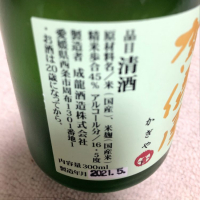 品目 清酒
原材料名/米(国産)、米麹(国産米)
精米歩合45% アルコール分/16.5度
製造者 成龍酒造株式会社
愛媛県西条市周布1301番地1
・お酒は20歳になってから。
内容量300ml
製造年月 2021.5.
かぎや